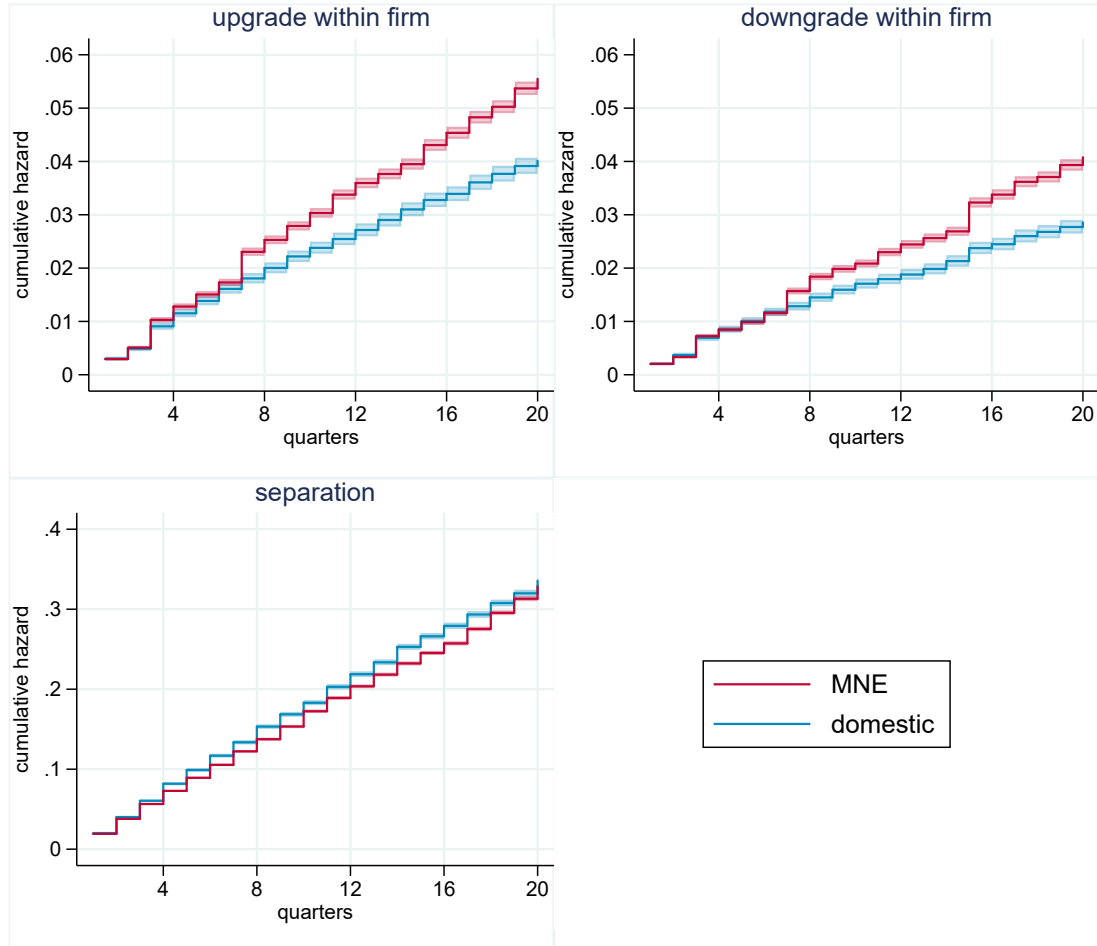 upgrade within firm
cumulative hazard
.06
.05
.04
.03
.02
.01
0
4 8 12 16 20
quarters
downgrade within firm
cumulative hazard
.06
.05
.04
.03
.02
.01
0
4 8 12 16 20
quarters
separation
cumulative hazard
.4
.3
.2
.1
0
4 8 12 16 20
quarters
MNE
domestic